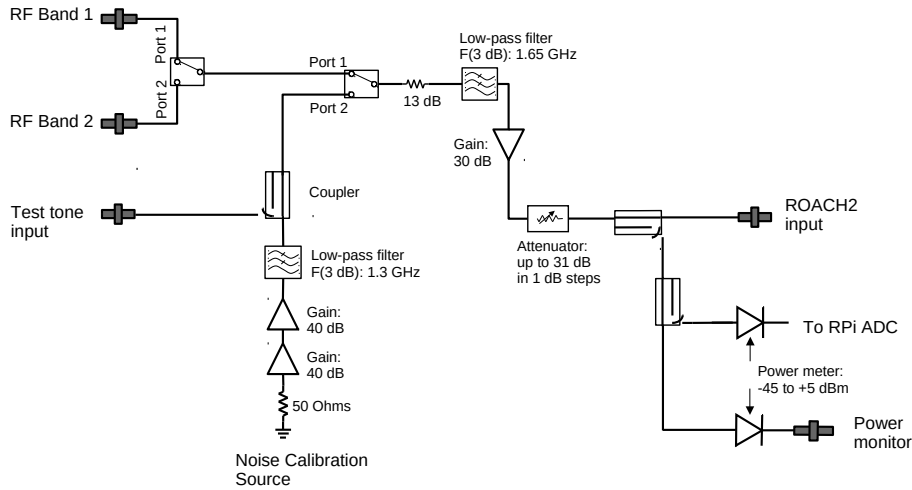 RF Band 1
Port 1
Port 2
RF Band 2
Port 1
Port 2
13 dB
Low-pass filter
F(3 dB): 1.65 GHz
Gain:
30 dB
Test tone
input
Coupler
Low-pass filter
F(3 dB): 1.3 GHz
Gain:
40 dB
Gain:
40 dB
50 Ohms
Noise Calibration
Source
Attenuator:
up to 31 dB
in 1 dB steps
ROACH2
input
To RPi ADC
Power meter:
-45 to +5 dBm
Power
monitor